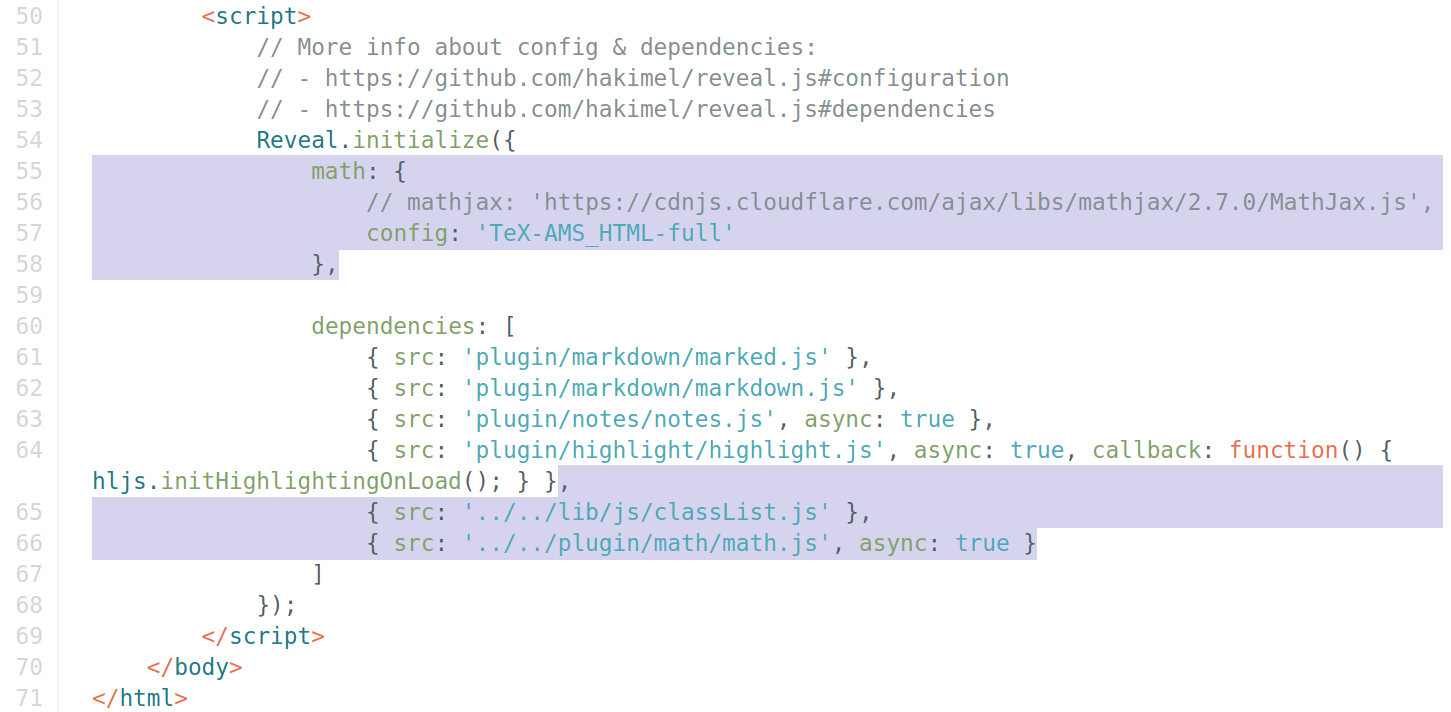 50 <script>
51 // More info about config & dependencies:
52 // - https://github.com/hakimel/reveal.js#configuration
53 // - https://github.com/hakimel/reveal.js#dependencies
54 Reveal.initialize({
55 math: {
56 // mathjax: 'https://cdnjs.cloudflare.com/ajax/libs/mathjax/2.7.0/MathJax.js',
57 config: 'TeX-AMS_HTML-full'
58 },
59
60 dependencies: [
61 { src: 'plugin/markdown/marked.js' },
62 { src: 'plugin/markdown/markdown.js' },
63 { src: 'plugin/notes/notes.js', async: true },
64 { src: 'plugin/highlight/highlight.js', async: true, callback: function() {
hljs.initHighlightingOnLoad(); } },
65 { src: '../../lib/js/classList.js' },
66 { src: '../../plugin/math/math.js', async: true }
67 ]
68 });
69 </script>
70 </body>
71 </html>